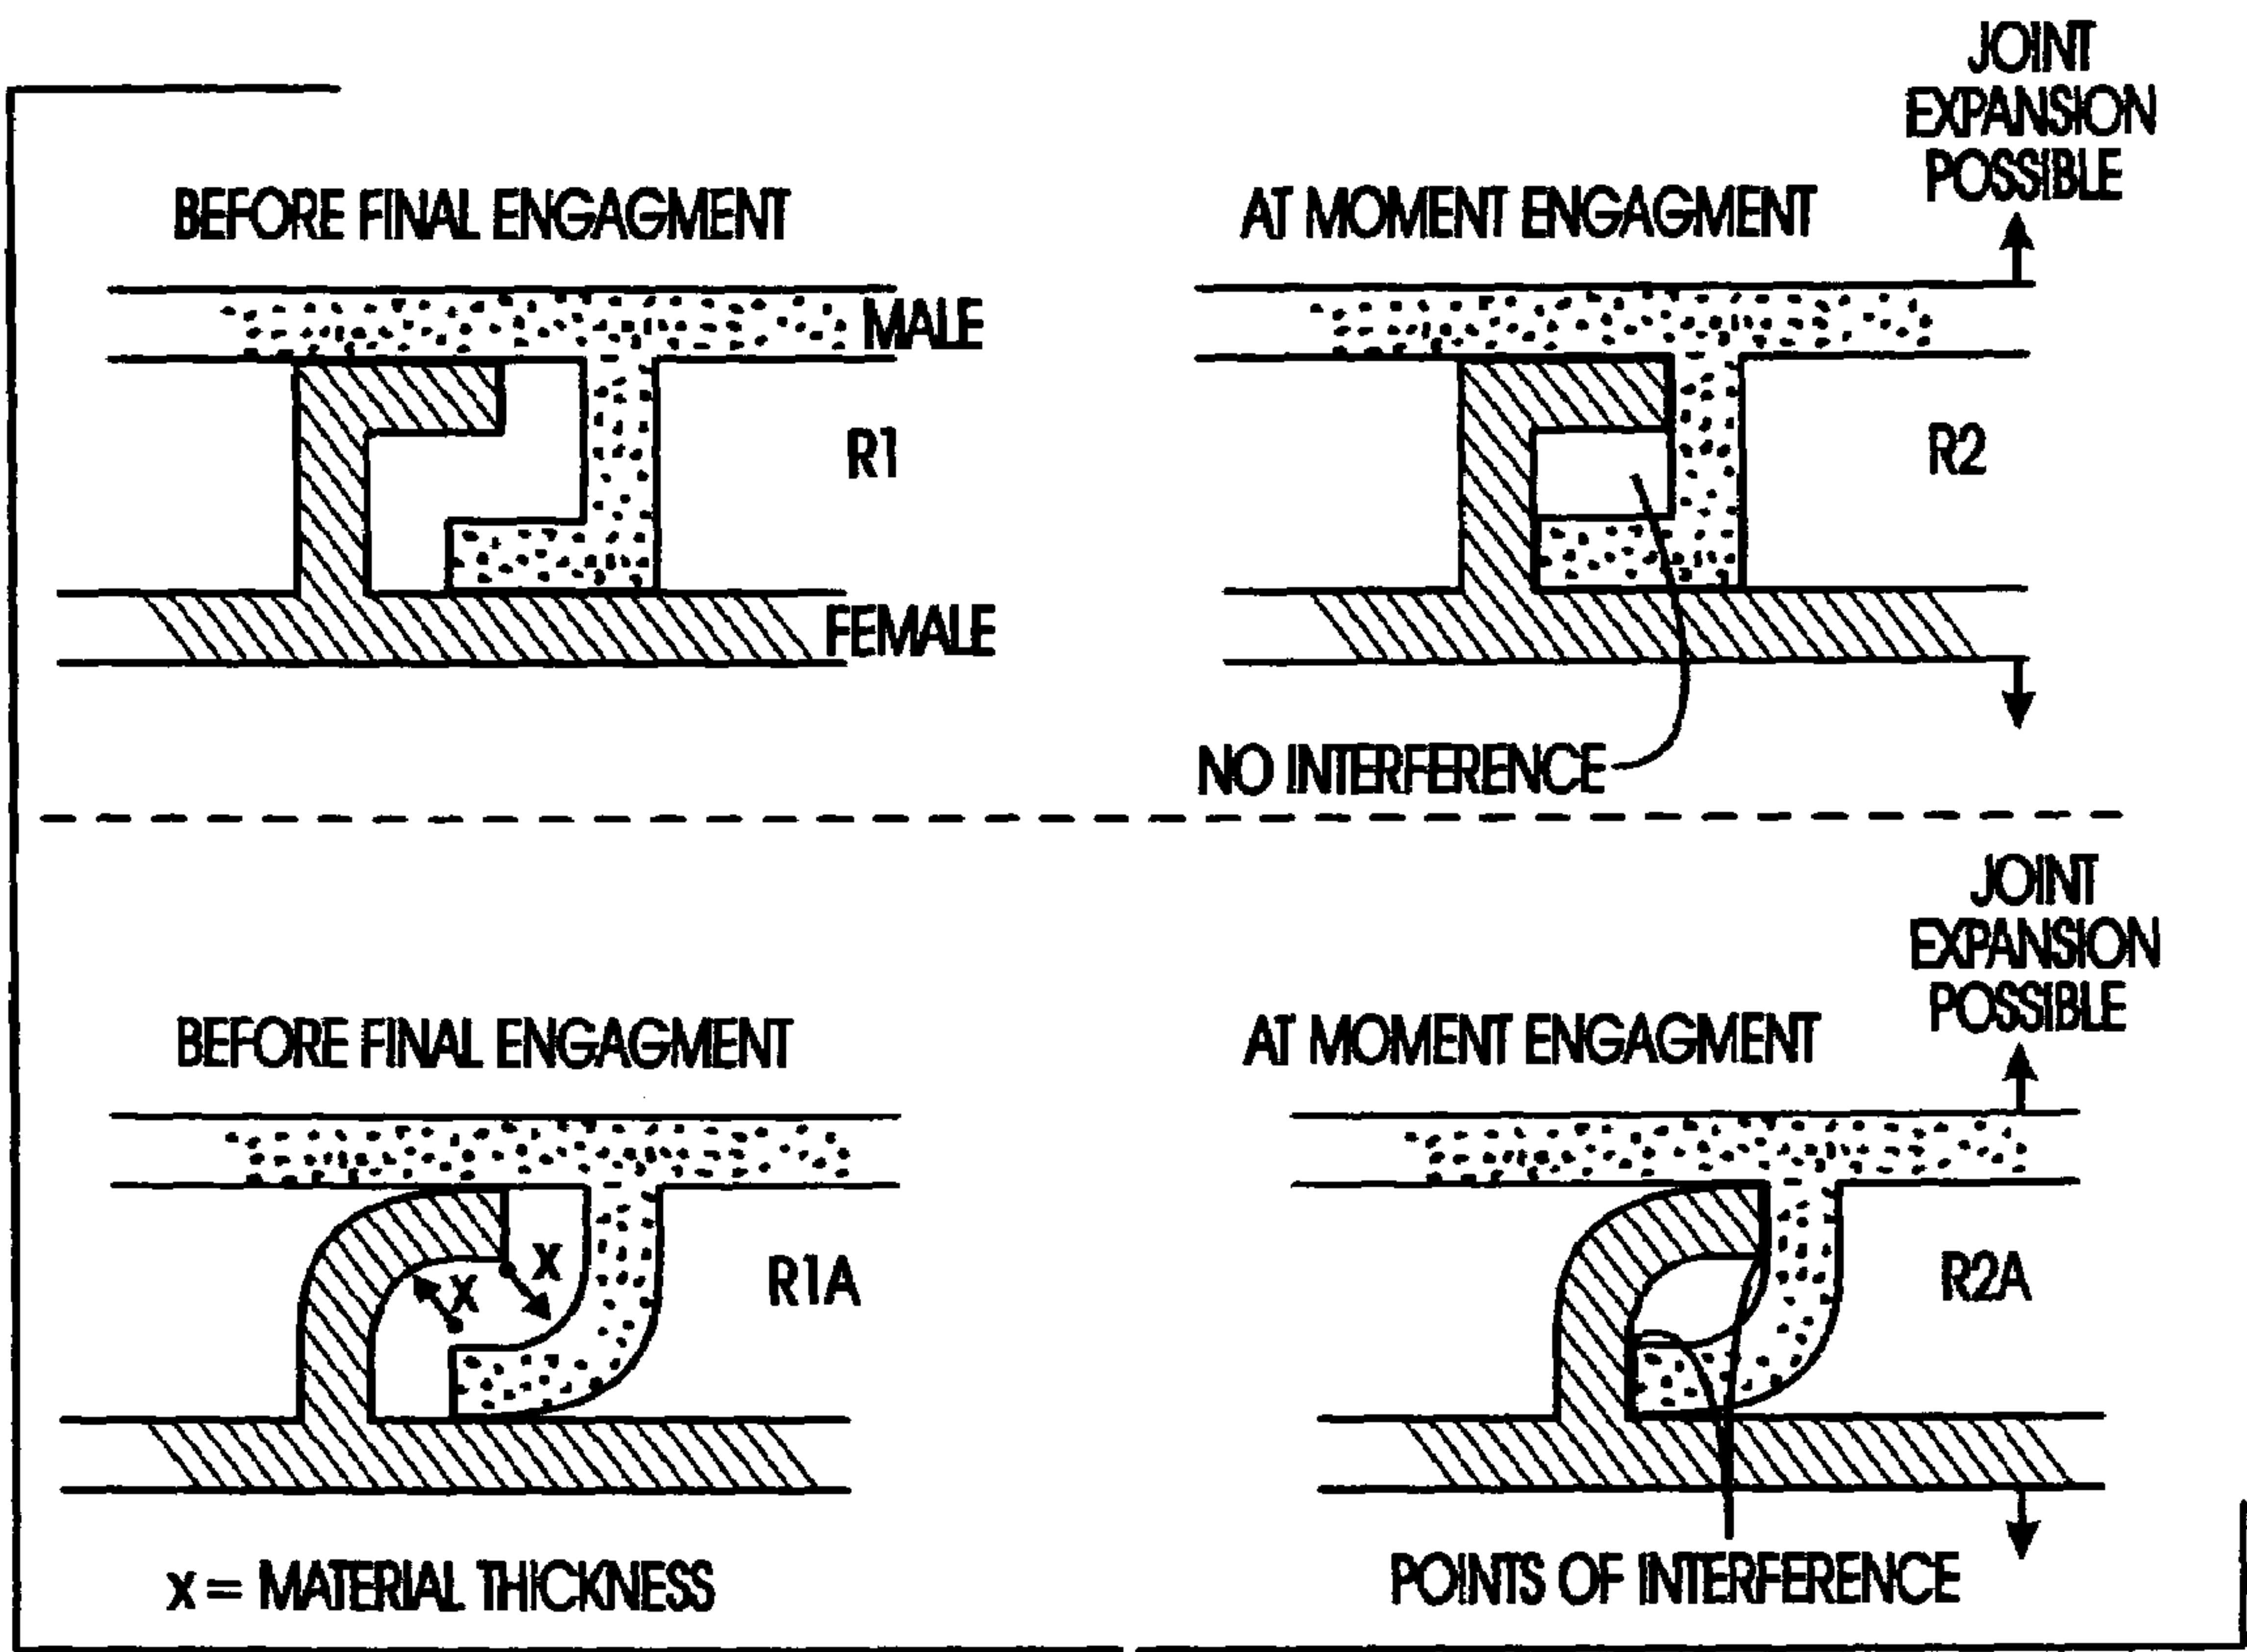 BEFORE FINAL ENGAGMENT
AT MOMENT ENGAGMENT
JOINT
EXPANSION
POSSIBLE
MALE
R1
R2
FEMALE
NO INTERFERENCE
BEFORE FINAL ENGAGMENT
AT MOMENT ENGAGMENT
JOINT
EXPANSION
POSSIBLE
X
X
R1A
R2A
x = MATERIAL THICKNESS
POINTS OF INTERFERENCE